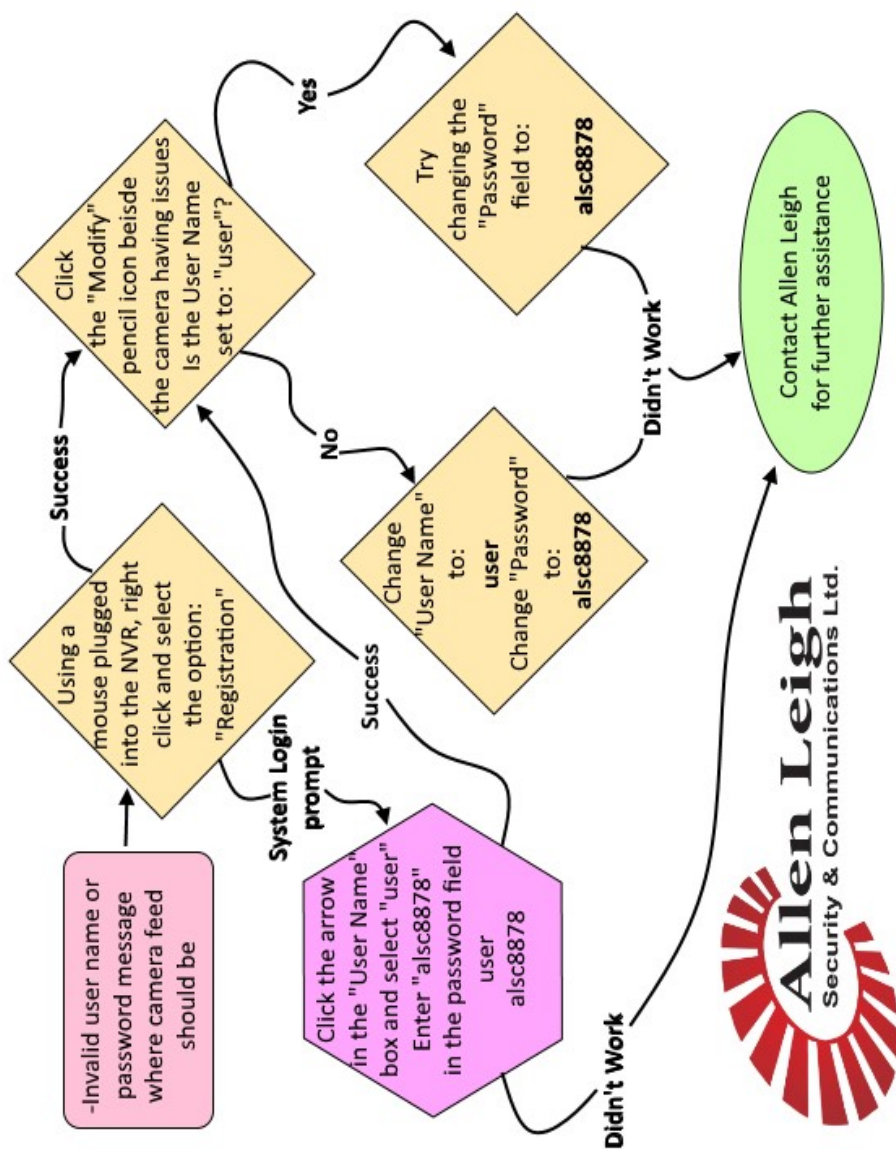 -Invalid user name or
password message
where camera feed
should be
Using a
mouse plugged
into the NVR, right
click and select
the option:
"Registration"
Success
Click
the "Modify"
pencil icon beisde
the camera having issues
Is the User Name
set to: "user"?
Yes
System Login
prompt
Click the arrow
in the "User Name"
box and select "user"
Enter "alsc8878"
in the password field
user
alsc8878
Success
No
Change
"User Name"
to:
user
Change "Password"
to:
alsc8878
Try
changing the
"Password"
field to:
alsc8878
Didn't Work
Didn't Work
Contact Allen Leigh
for further assistance
Allen Leigh
Security & Communications Ltd.